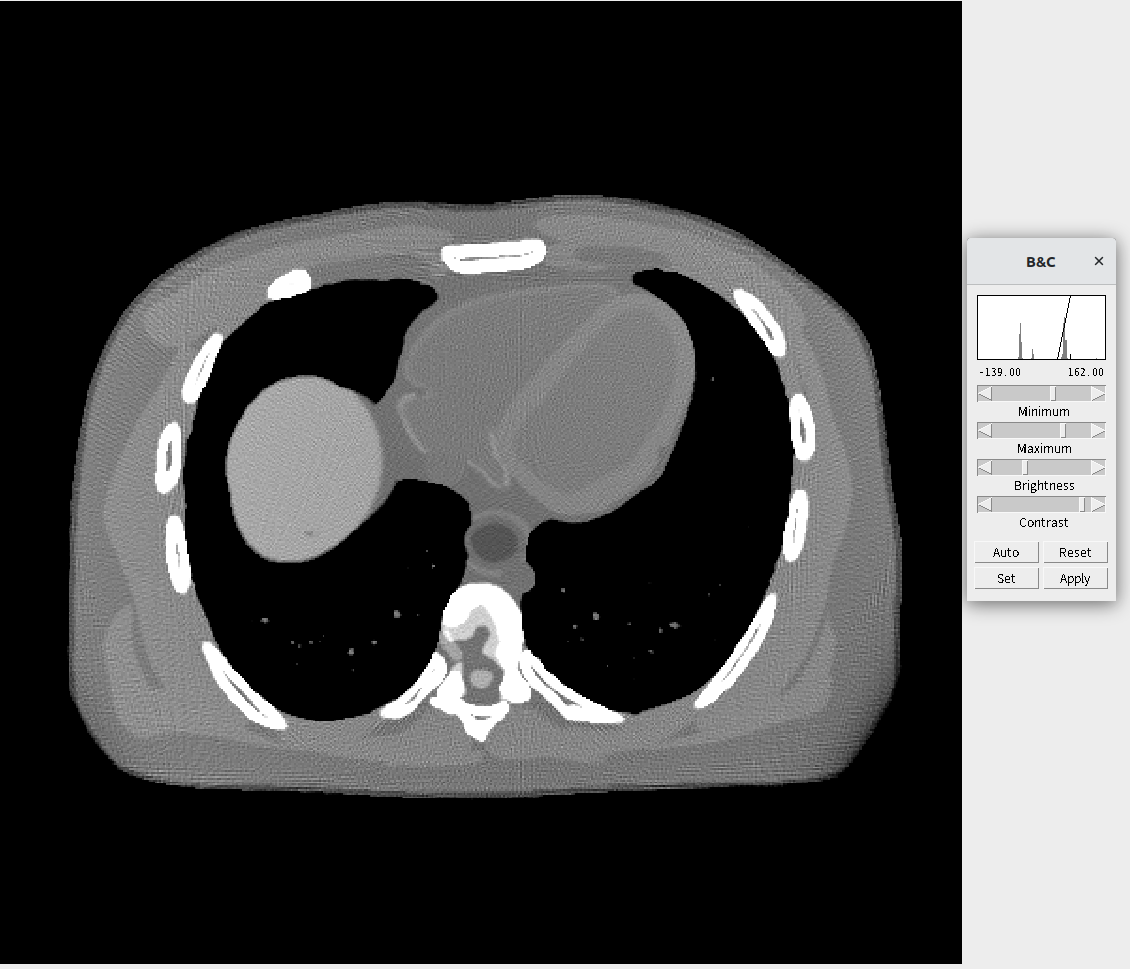 B&C
-139.00 162.00
Minimum
Maximum
Brightness
Contrast
Auto Reset
Set Apply